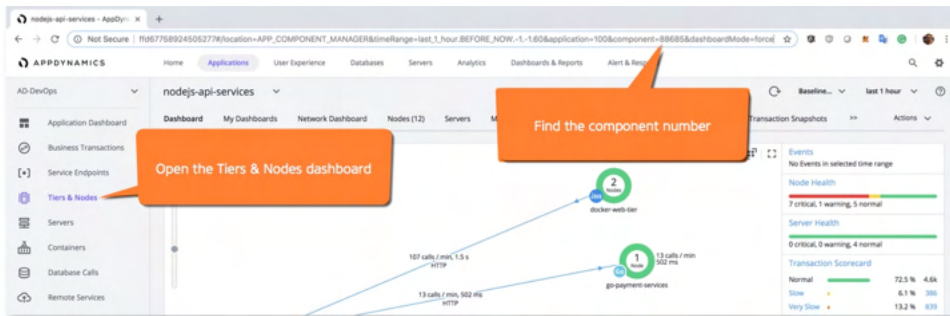 nodejs-api-services - AppDyn
Not Secure | ffd67758924505277#/location=APP_COMPONENT_MANAGER&timeRange=last_1_hour.BEFORE_NOW.-1.-1.60&application=100&component=88685&dashboardMode=force
APPDYNAMICS
Home Applications User Experience Databases Servers Analytics Dashboards & Reports Alert & Resp
AD-DevOps
nodejs-api-services
Baseline... last 1 hour
Application Dashboard
Dashboard My Dashboards Network Dashboard Nodes (12) Servers M
Transaction Snapshots >> Actions
Find the component number
Business Transactions
Service Endpoints
Tiers & Nodes
Servers
Containers
Database Calls
Remote Services
Open the Tiers & Nodes dashboard
2
Nodes
docker-web-tier
107 calls / min, 1.5 s
HTTP
1
Node
Go
13 calls / min
502 ms
go-payment-services
13 calls / min, 502 ms
HTTP
Events
No Events in selected time range
Node Health
7 critical, 1 warning, 5 normal
Server Health
0 critical, 0 warning, 4 normal
Transaction Scorecard
Normal 72.5 % 4.6k
Slow 6.1 % 386
Very Slow 13.2 % 839